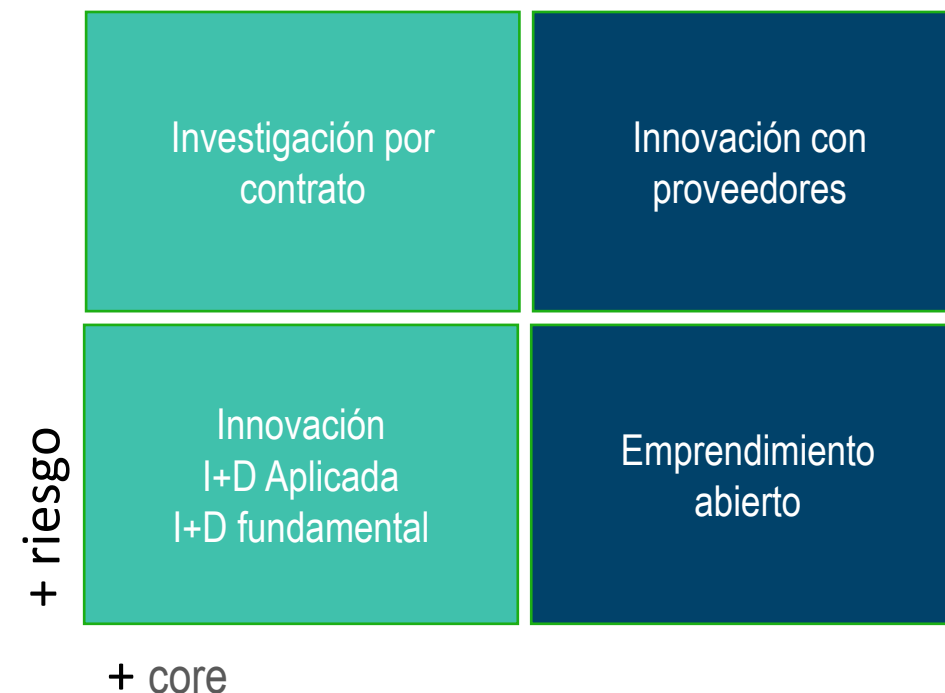 Investigación por
contrato
Innovación con
proveedores
Innovación
I+D Aplicada
I+D fundamental
Emprendimiento
abierto
+ riesgo
+ core